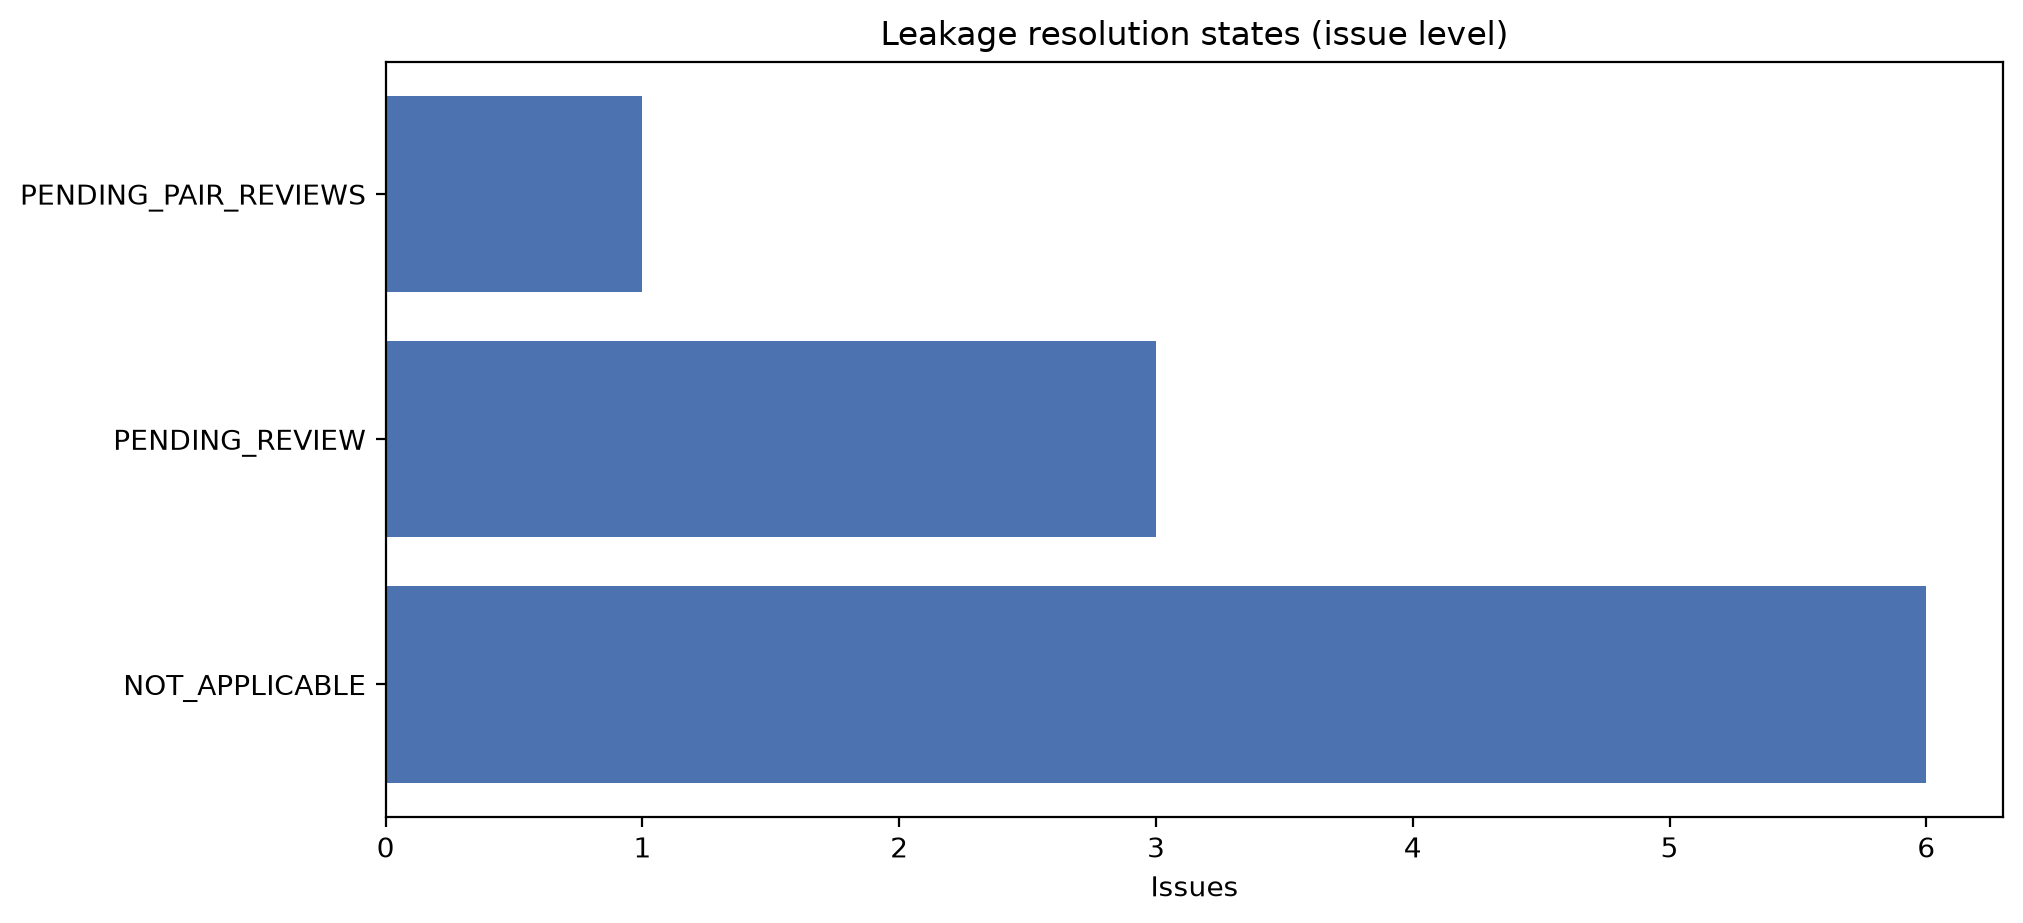 Leakage resolution states (issue level)
PENDING_PAIR_REVIEWS
PENDING_REVIEW
NOT_APPLICABLE
0 1 2 3 4 5 6
Issues